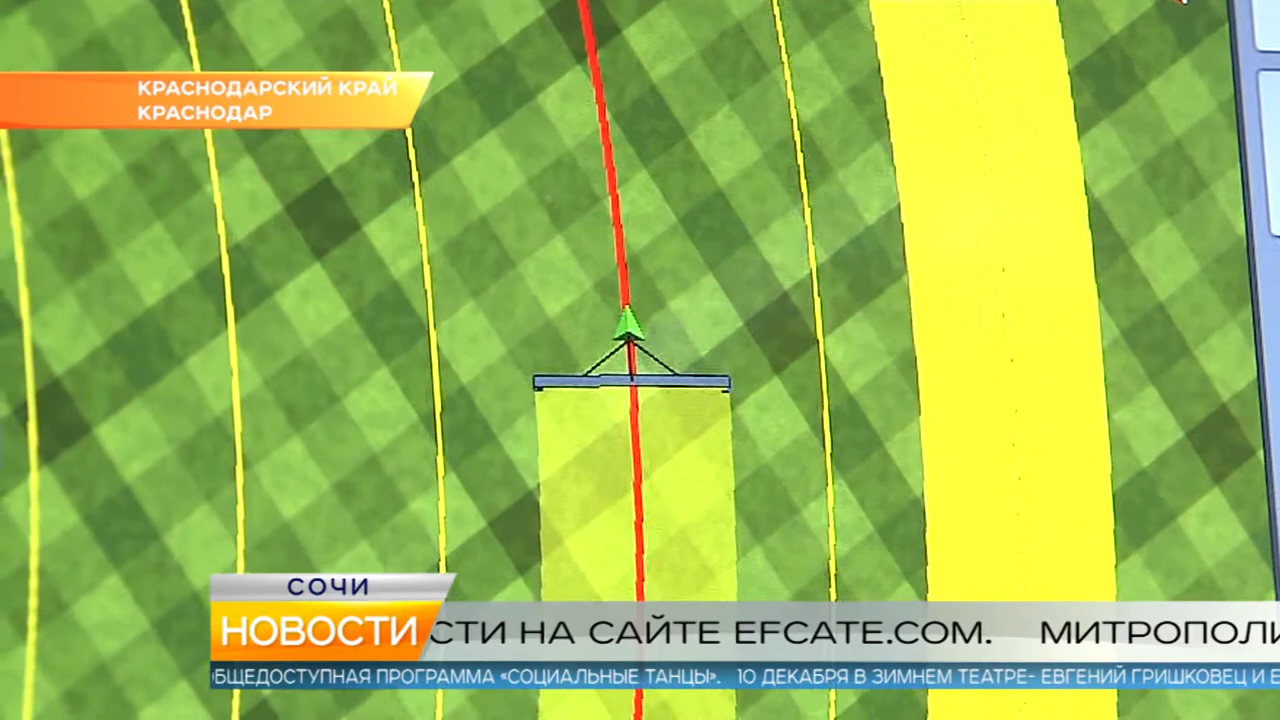 КРАСНОДАРСКИЙ КРАЙ
КРАСНОДАР
СОЧИ
НОВОСТИ
СТИ НА САЙТЕ EFCATE.COM. МИТРОПОЛИ
ОБЩЕДОСТУПНАЯ ПРОГРАММА «СОЦИАЛЬНЫЕ ТАНЦЫ». 10 ДЕКАБРЯ В ЗИМНЕМ ТЕАТРЕ- ЕВГЕНИЙ ГРИШКОВЕЦ И Е